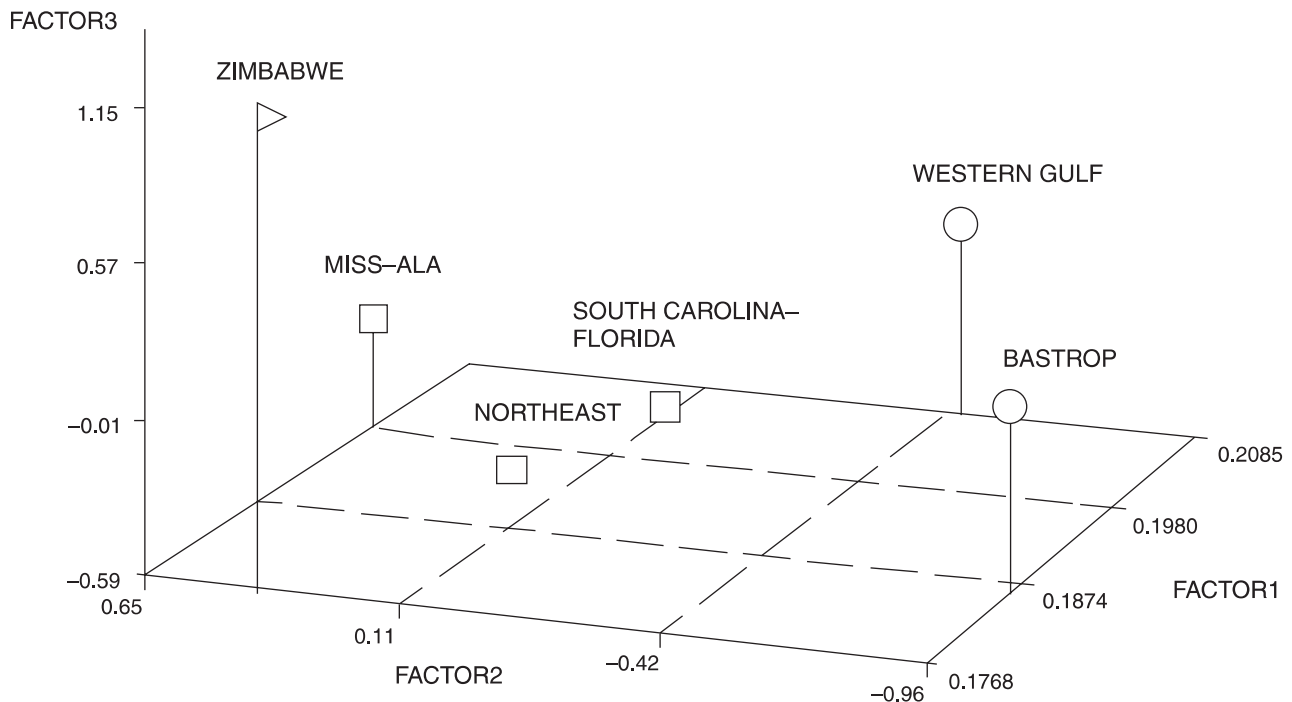 FACTOR3
ZIMBABWE
1.15
WESTERN GULF
0.57
MISS–ALA
SOUTH CAROLINA–
FLORIDA
BASTROP
NORTHEAST
–0.01
0.2085
0.1980
–0.59
0.65
0.1874
FACTOR1
0.11
–0.42
FACTOR2
0.1768
–0.96